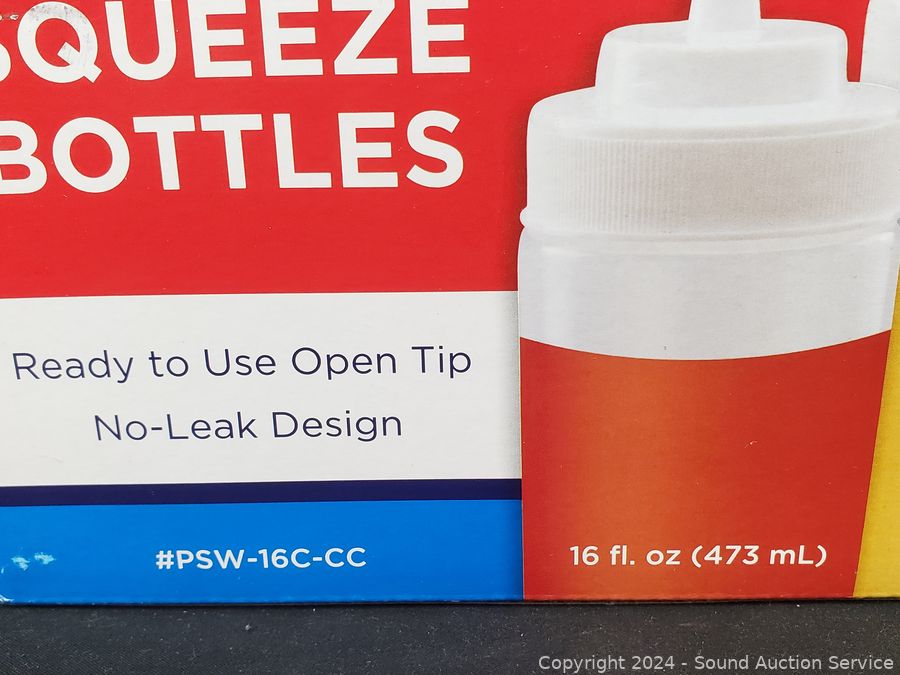 SQUEEZE
BOTTLES
Ready to Use Open Tip
No-Leak Design
#PSW-16C-CC
16 fl. oz (473 mL)
Copyright 2024 - Sound Auction Service